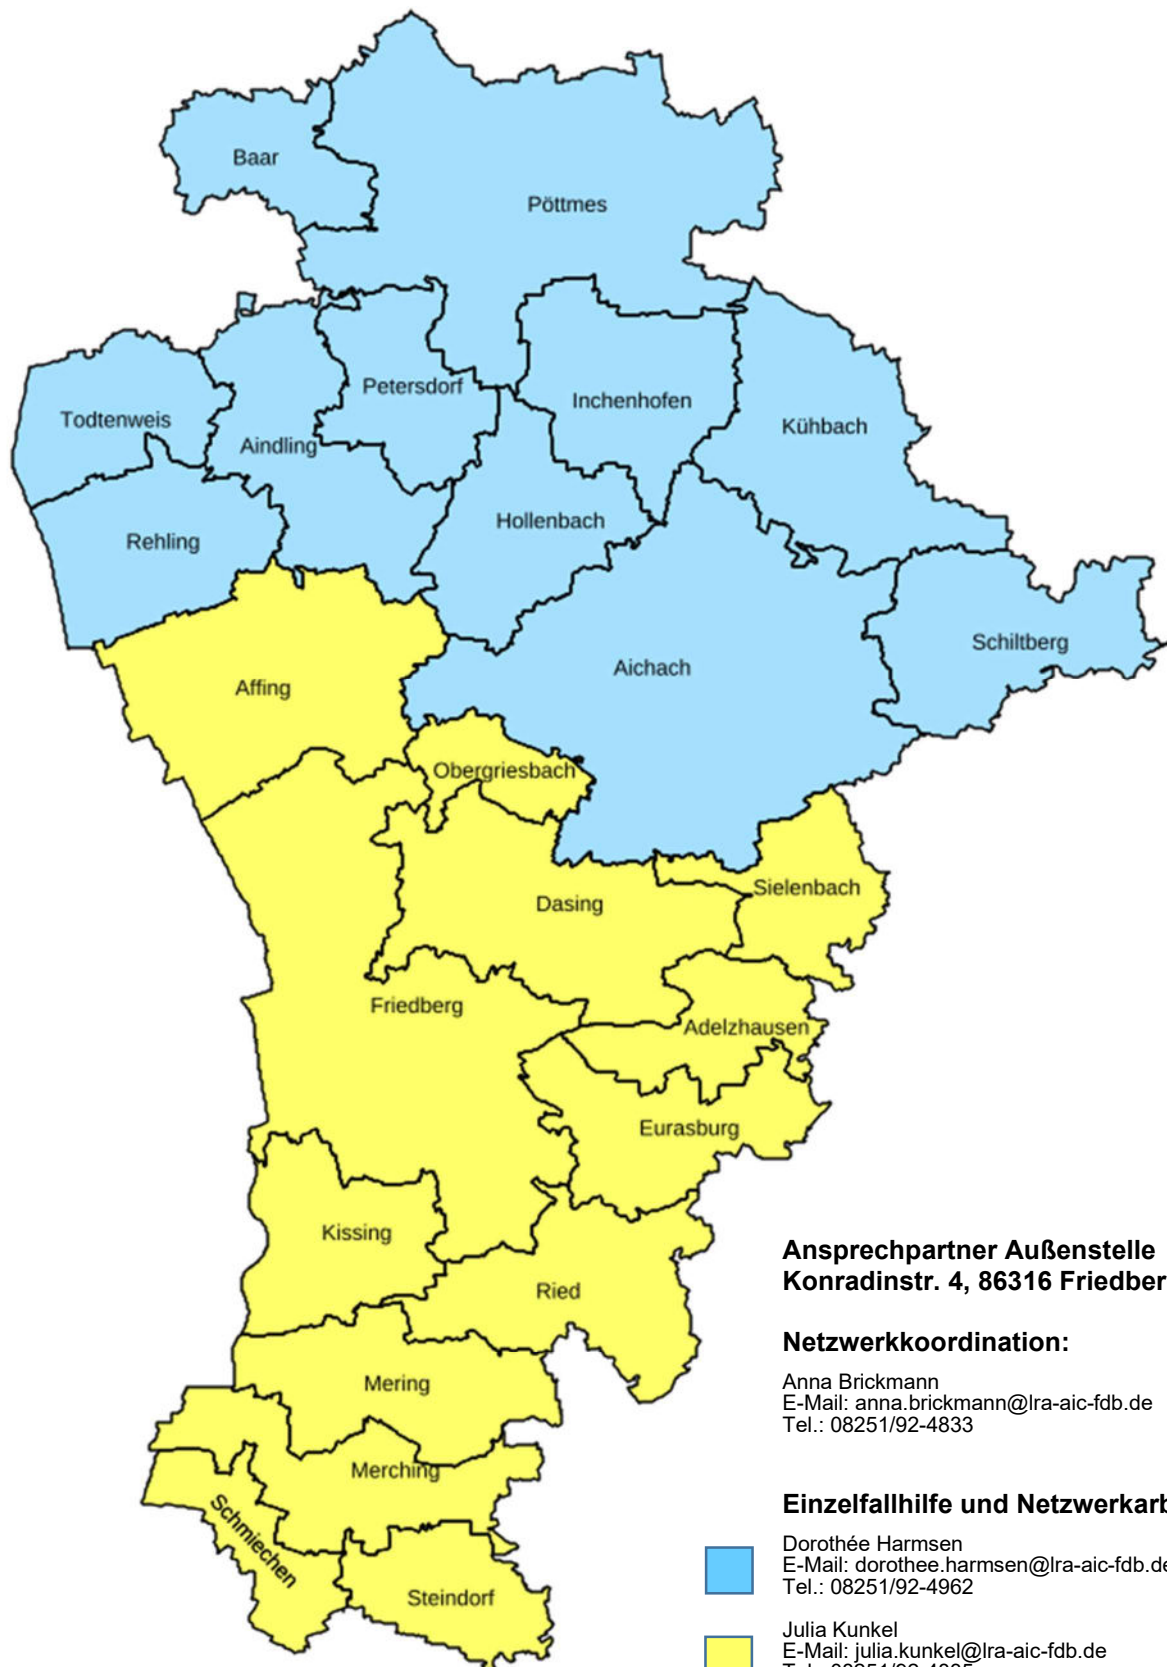 Baar
Pöttmes
Petersdorf
Inchenhofen
Todtenweis
Aindling
Kühbach
Hollenbach
Rehling
Schiltberg
Aichach
Affing
Obergriesbach
Sielenbach
Dasing
Friedberg
Adelzhausen
Eurasburg
Kissing
Ried
Mering
Merching
Schmiechen
Steindorf
Ansprechpartner Außenstelle
Konradinstr. 4, 86316 Friedber
Netzwerkkoordination:
Anna Brickmann
E-Mail: anna.brickmann@lra-aic-fdb.de
Tel.: 08251/92-4833
Einzelfallhilfe und Netzwerkarb
Dorothée Harmsen
E-Mail: dorothee.harmsen@lra-aic-fdb.de
Tel.: 08251/92-4962
Julia Kunkel
E-Mail: julia.kunkel@lra-aic-fdb.de